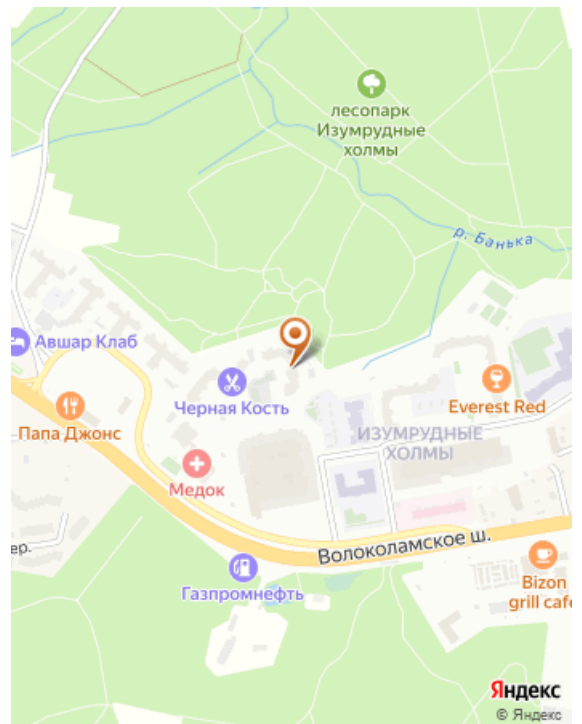 лесопарк
Изумрудные
холмы
р. Банька
Авшар Клаб
Черная Кость
Everest Red
Папа Джонс
ИЗУМРУДНЫЕ
ХОЛМЫ
Медок
ер.
Волоколамское ш.
Газпромнефть
Bizon
grill cafe
Яндекс
© Яндекс